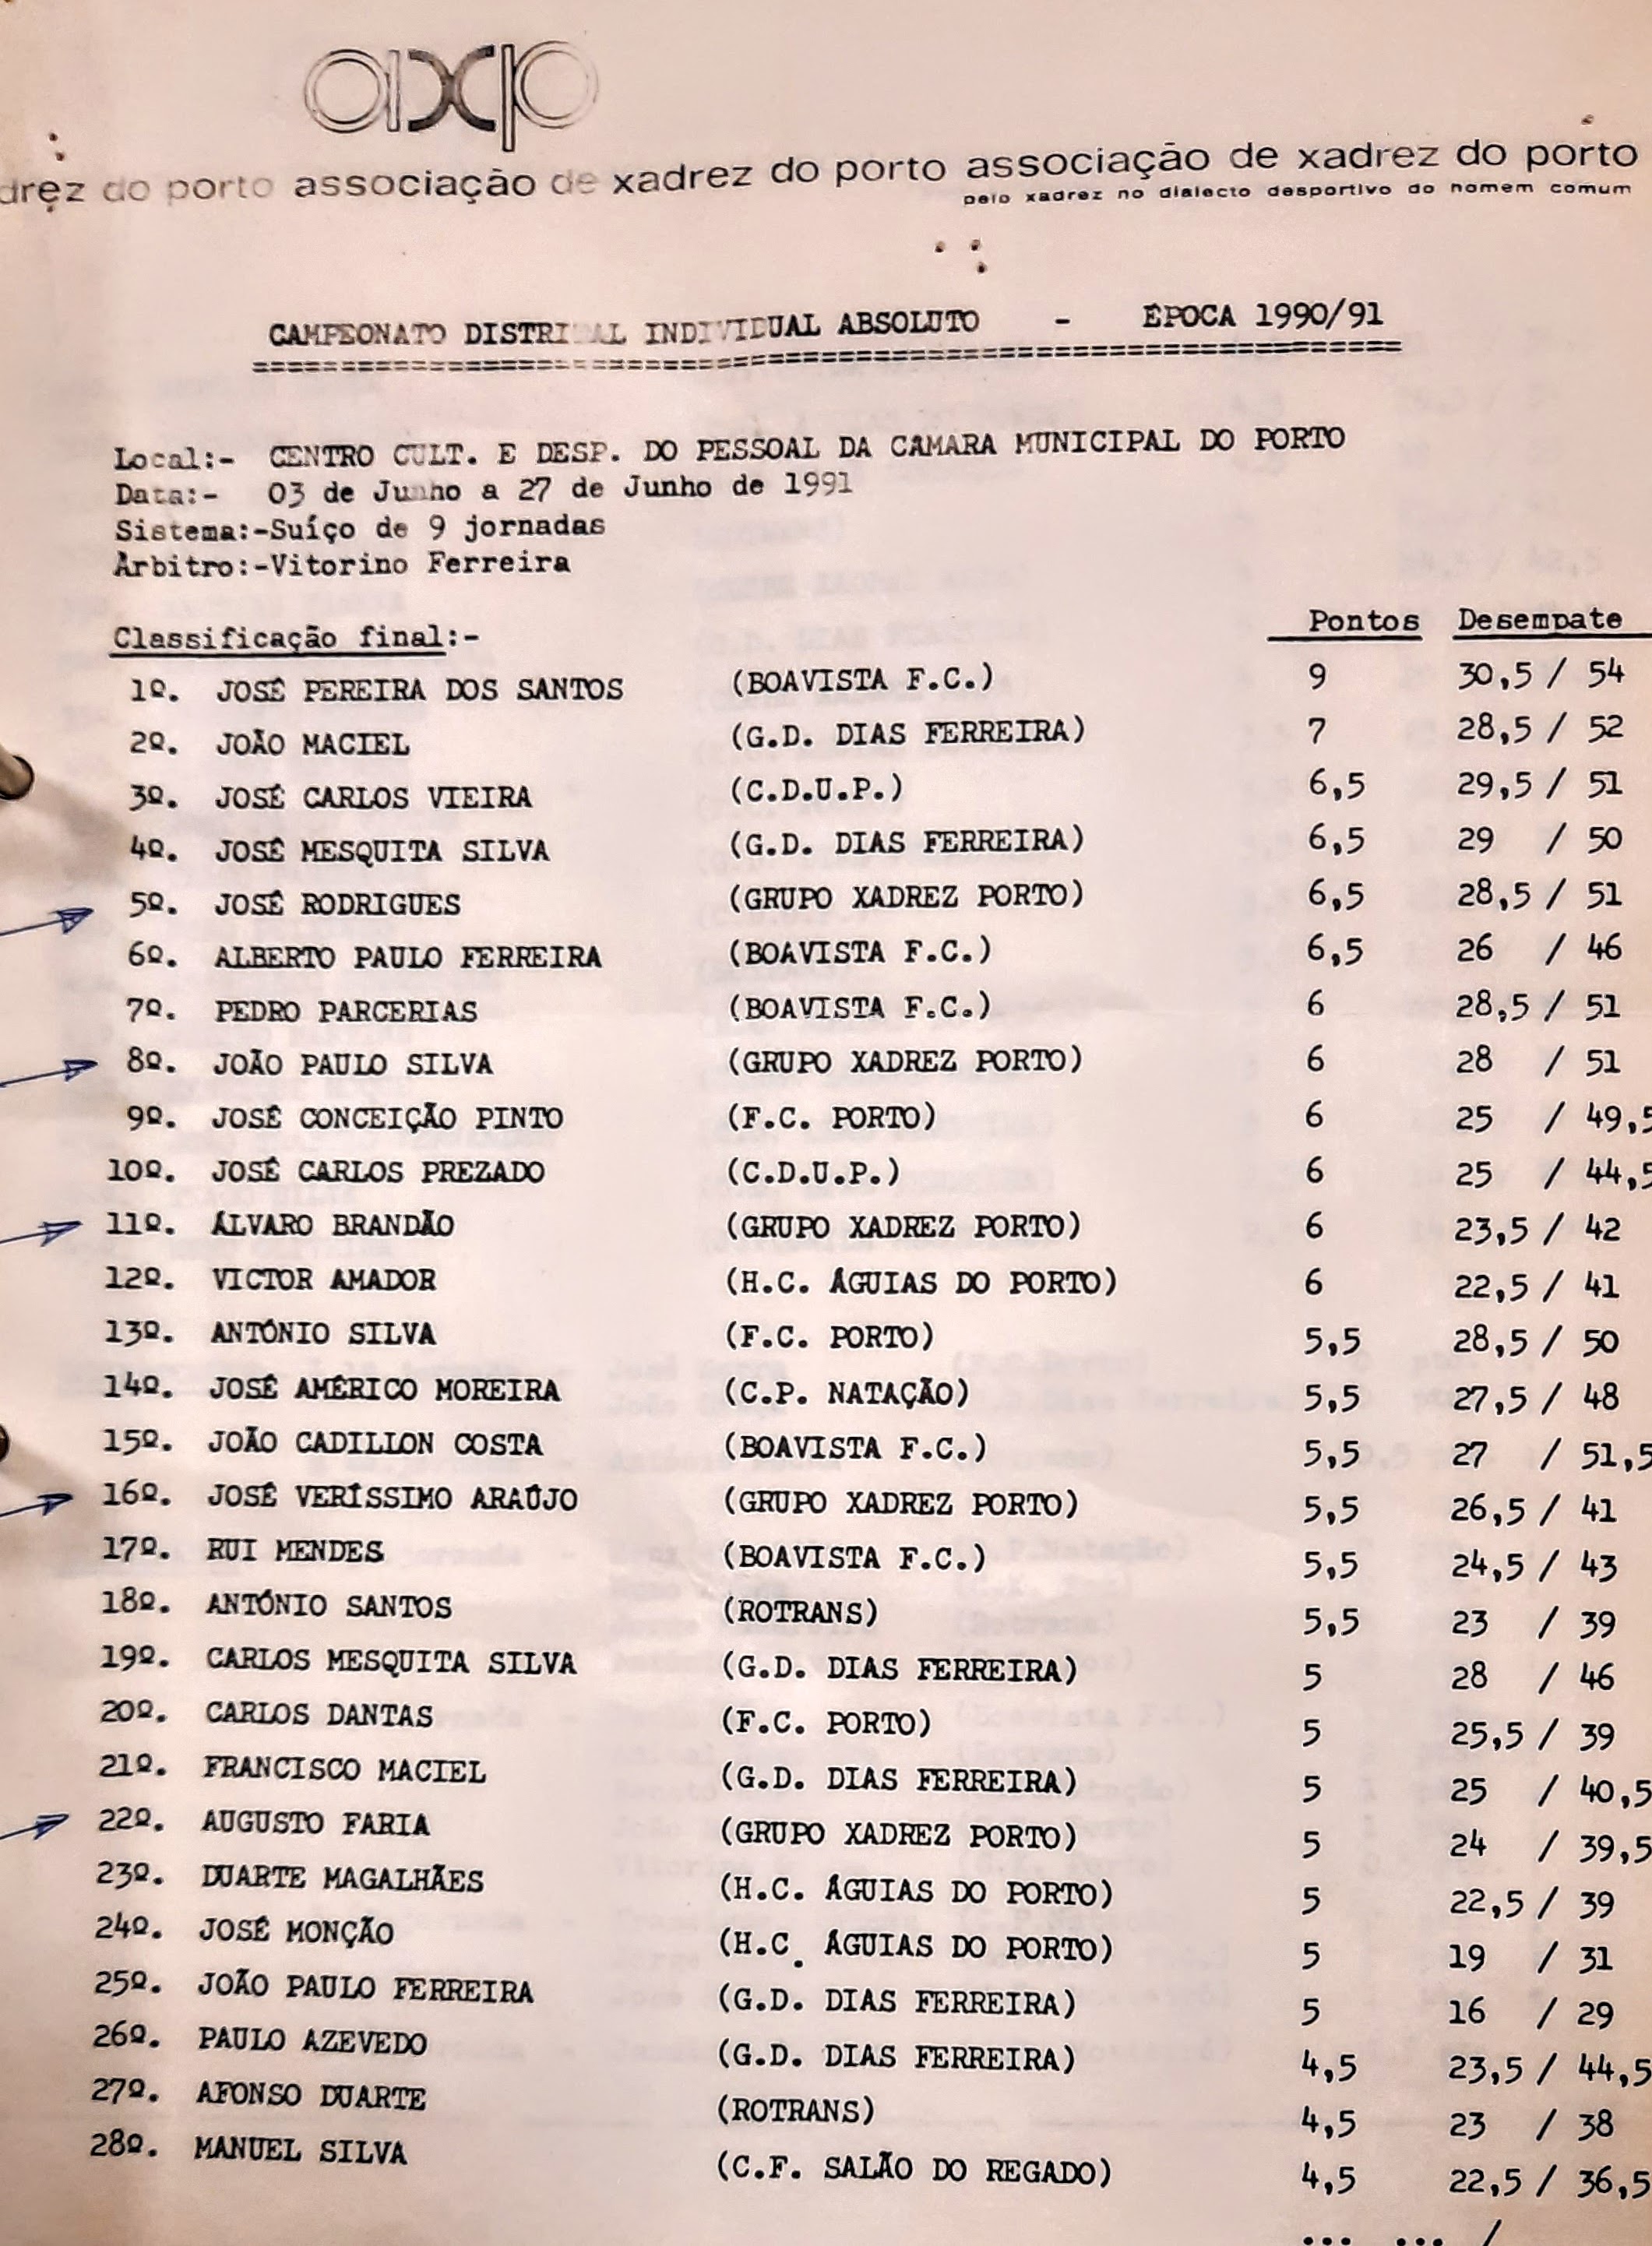 axp
drez do porto associação de xadrez do porto associação de xadrez do porto
pelo xadrez no dialecto desportivo do homem comum
CAMPEONATO DISTRITAL INDIVIDUAL ABSOLUTO - ÉPOCA 1990/91
Local:- CENTRO CULT. E DESP. DO PESSOAL DA CAMARA MUNICIPAL DO PORTO
Data:- 03 de Junho a 27 de Junho de 1991
Sistema:-Suíço de 9 jornadas
Árbitro:-Vitorino Ferreira
Classificação final:- Pontos Desempate
1º. JOSÉ PEREIRA DOS SANTOS (BOAVISTA F.C.) 9 30,5 / 54
2º. JOÃO MACIEL (G.D. DIAS FERREIRA) 7 28,5 / 52
3º. JOSÉ CARLOS VIEIRA (C.D.U.P.) 6,5 29,5 / 51
4º. JOSÉ MESQUITA SILVA (G.D. DIAS FERREIRA) 6,5 29 / 50
5º. JOSÉ RODRIGUES (GRUPO XADREZ PORTO) 6,5 28,5 / 51
6º. ALBERTO PAULO FERREIRA (BOAVISTA F.C.) 6,5 26 / 46
7º. PEDRO PARCERIAS (BOAVISTA F.C.) 6 28,5 / 51
8º. JOÃO PAULO SILVA (GRUPO XADREZ PORTO) 6 28 / 51
9º. JOSÉ CONCEIÇÃO PINTO (F.C. PORTO) 6 25 / 49,5
10º. JOSÉ CARLOS PREZADO (C.D.U.P.) 6 25 / 44,5
11º. ÁLVARO BRANDÃO (GRUPO XADREZ PORTO) 6 23,5 / 42
12º. VICTOR AMADOR (H.C. ÁGUIAS DO PORTO) 6 22,5 / 41
13º. ANTÓNIO SILVA (F.C. PORTO) 5,5 28,5 / 50
14º. JOSÉ AMÉRICO MOREIRA (C.P. NATAÇÃO) 5,5 27,5 / 48
15º. JOÃO CADILLON COSTA (BOAVISTA F.C.) 5,5 27 / 51,5
16º. JOSÉ VERÍSSIMO ARAÚJO (GRUPO XADREZ PORTO) 5,5 26,5 / 41
17º. RUI MENDES (BOAVISTA F.C.) 5,5 24,5 / 43
18º. ANTÓNIO SANTOS (ROTRANS) 5,5 23 / 39
19º. CARLOS MESQUITA SILVA (G.D. DIAS FERREIRA) 5 28 / 46
20º. CARLOS DANTAS (F.C. PORTO) 5 25,5 / 39
21º. FRANCISCO MACIEL (G.D. DIAS FERREIRA) 5 25 / 40,5
22º. AUGUSTO FARIA (GRUPO XADREZ PORTO) 5 24 / 39,5
23º. DUARTE MAGALHÃES (H.C. ÁGUIAS DO PORTO) 5 22,5 / 39
24º. JOSÉ MONÇÃO (H.C. ÁGUIAS DO PORTO) 5 19 / 31
25º. JOÃO PAULO FERREIRA (G.D. DIAS FERREIRA) 5 16 / 29
26º. PAULO AZEVEDO (G.D. DIAS FERREIRA) 4,5 23,5 / 44,5
27º. AFONSO DUARTE (ROTRANS) 4,5 23 / 38
28º. MANUEL SILVA (C.F. SALÃO DO REGADO) 4,5 22,5 / 36,5
... ... /